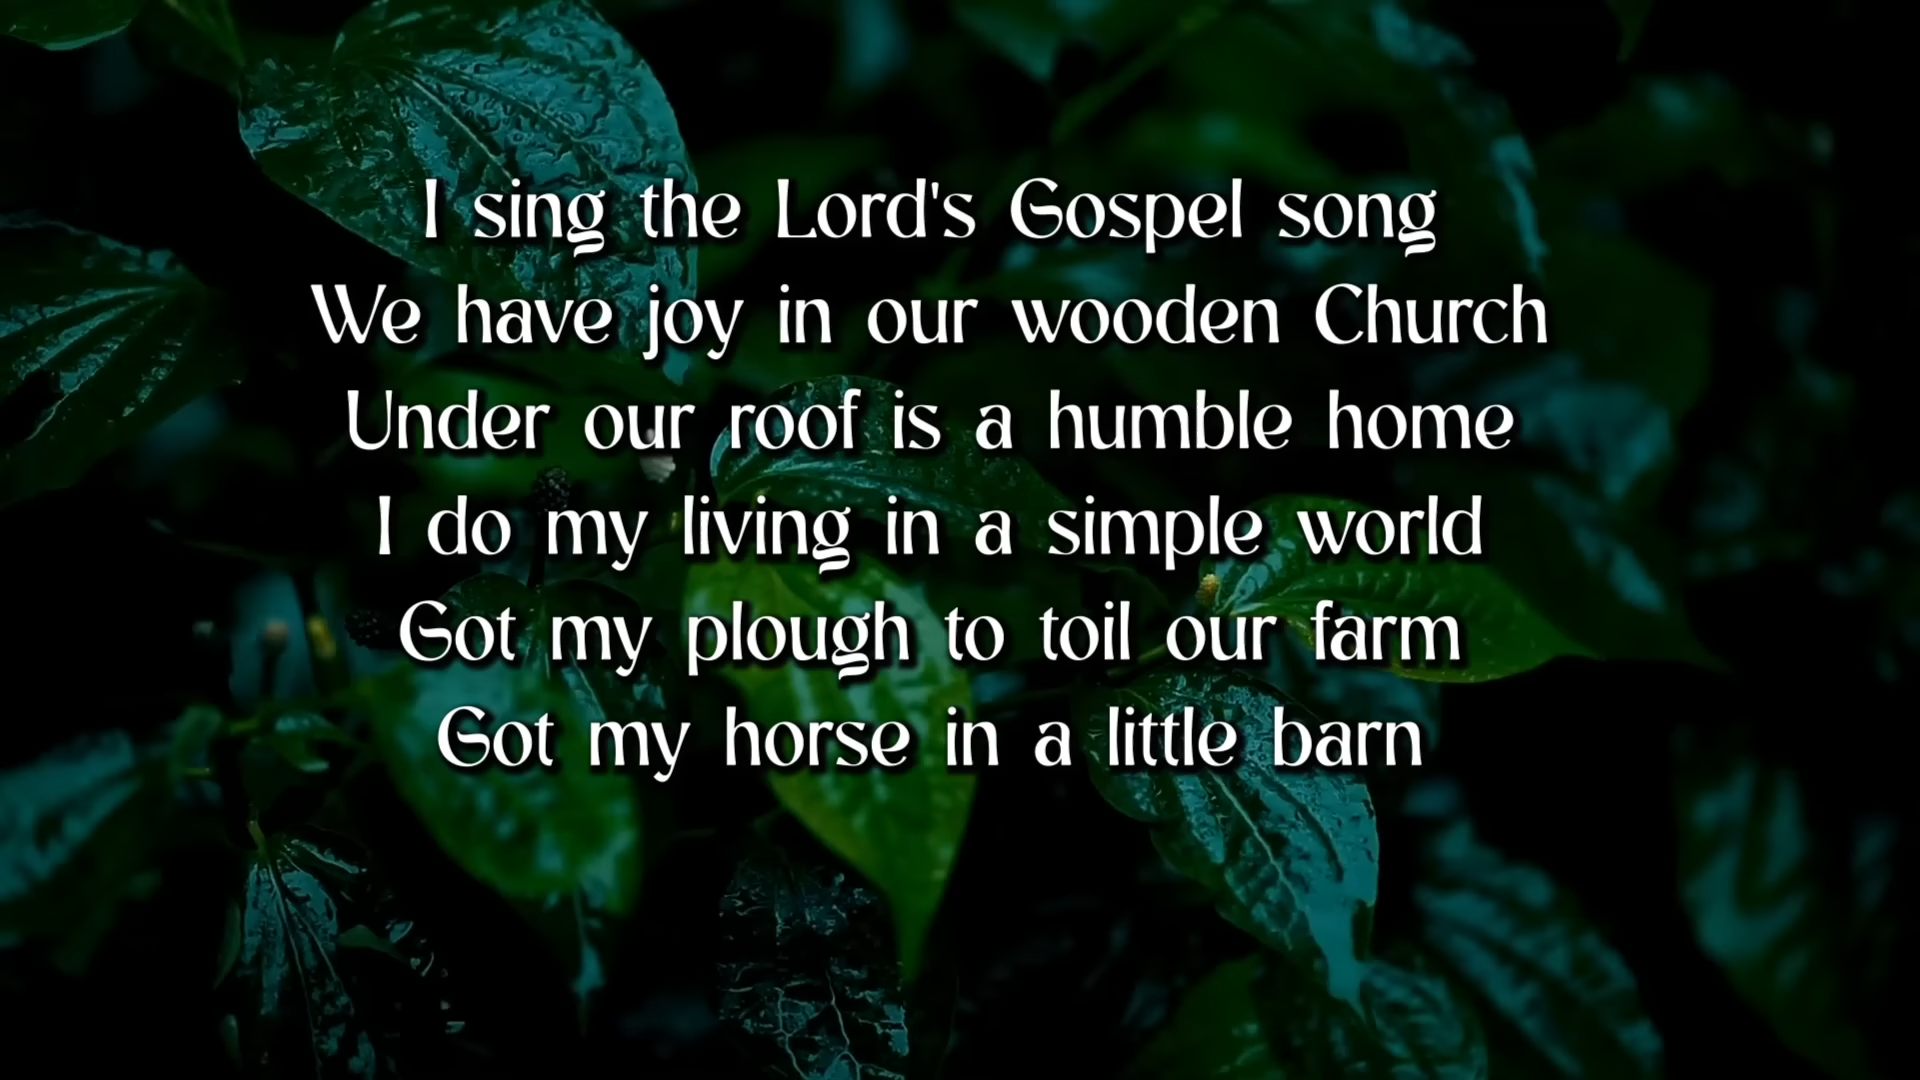 I sing the Lord's Gospel song
We have joy in our wooden Church
Under our roof is a humble home
I do my living in a simple world
Got my plough to toil our farm
Got my horse in a little barn